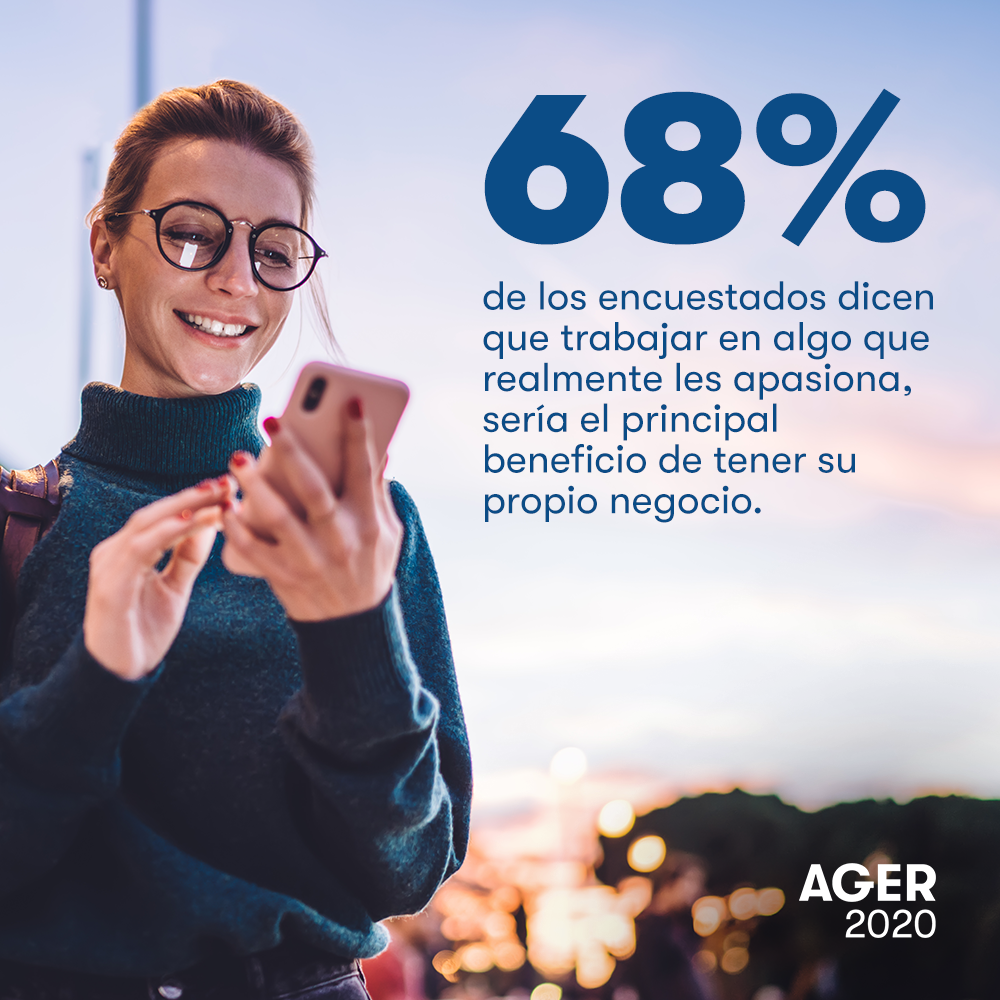 68%
de los encuestados dicen
que trabajar en algo que
realmente les apasiona,
sería el principal
beneficio de tener su
propio negocio.
AGER
2020